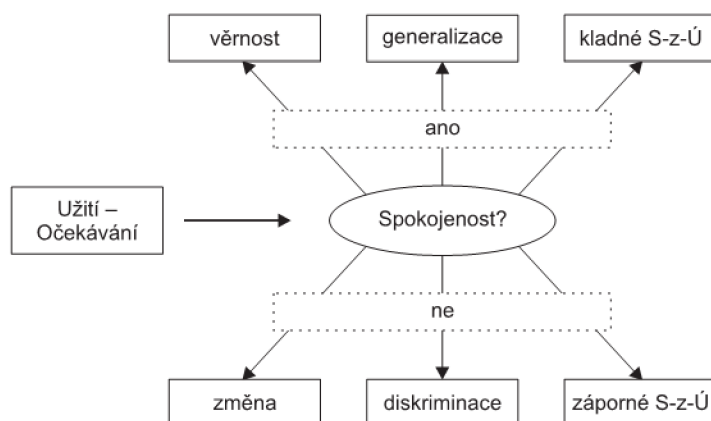 věrnost
generalizace
kladné S-z-Ú
ano
Užití –
Očekávání
Spokojenost?
ne
změna
diskriminace
záporné S-z-Ú